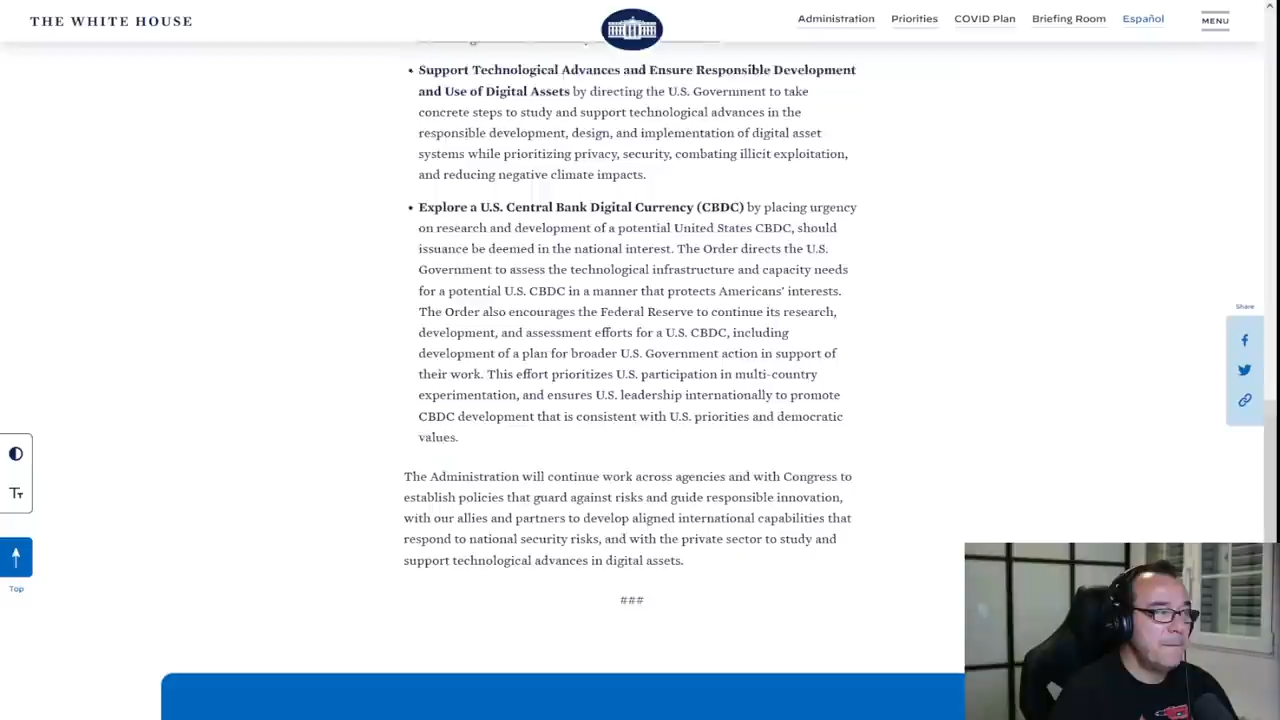 THE WHITE HOUSE
Administration
Priorities
COVID Plan
Briefing Room
Español
MENU
• Support Technological Advances and Ensure Responsible Development
and Use of Digital Assets by directing the U.S. Government to take
concrete steps to study and support technological advances in the
responsible development, design, and implementation of digital asset
systems while prioritizing privacy, security, combating illicit exploitation,
and reducing negative climate impacts.
• Explore a U.S. Central Bank Digital Currency (CBDC) by placing urgency
on research and development of a potential United States CBDC, should
issuance be deemed in the national interest. The Order directs the U.S.
Government to assess the technological infrastructure and capacity needs
for a potential U.S. CBDC in a manner that protects Americans’ interests.
The Order also encourages the Federal Reserve to continue its research,
development, and assessment efforts for a U.S. CBDC, including
development of a plan for broader U.S. Government action in support of
their work. This effort prioritizes U.S. participation in multi-country
experimentation, and ensures U.S. leadership internationally to promote
CBDC development that is consistent with U.S. priorities and democratic
values.
The Administration will continue work across agencies and with Congress to
establish policies that guard against risks and guide responsible innovation,
with our allies and partners to develop aligned international capabilities that
respond to national security risks, and with the private sector to study and
support technological advances in digital assets.
###
Share
Tт
Top